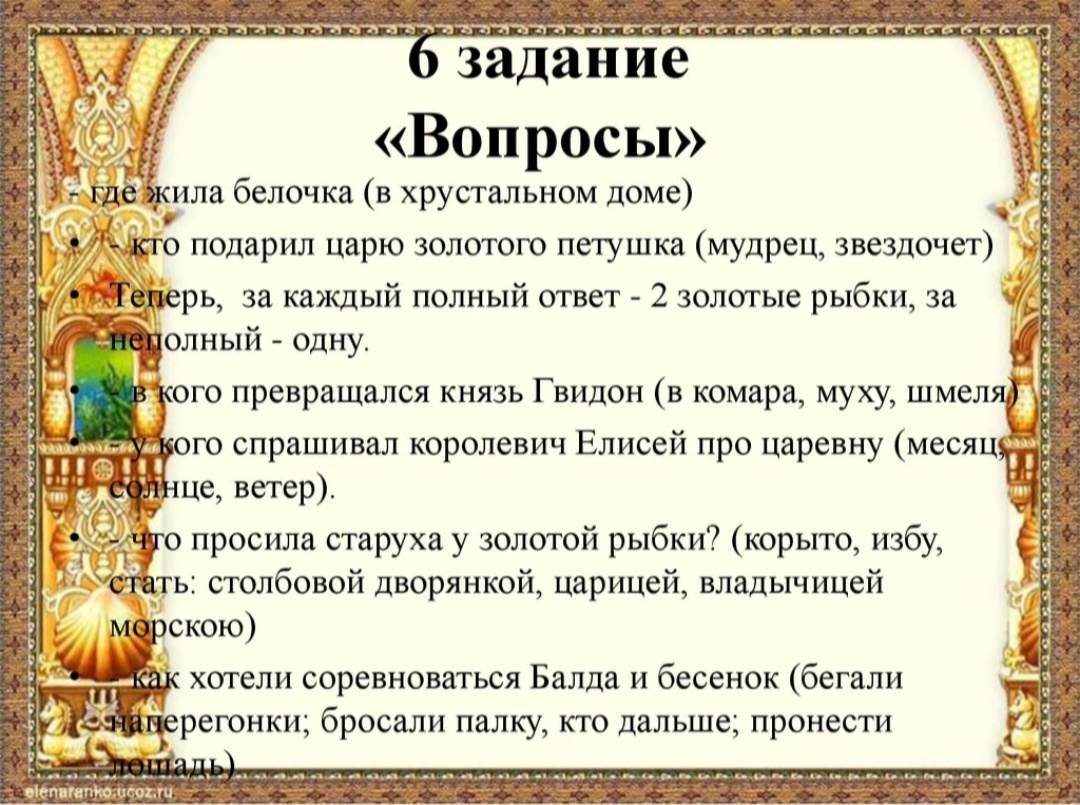 6 задание
«Вопросы»
- где жила белочка (в хрустальном доме)
• - кто подарил царю золотого петушка (мудрец, звездочет)
• Теперь, за каждый полный ответ - 2 золотые рыбки, за
неполный - одну.
• - в кого превращался князь Гвидон (в комара, муху, шмеля)
• - у кого спрашивал королевич Елисей про царевну (месяц,
солнце, ветер).
• - что просила старуха у золотой рыбки? (корыто, избу,
стать: столбовой дворянкой, царицей, владычицей
морскою)
• - как хотели соревноваться Балда и бесенок (бегали
наперегонки; бросали палку, кто дальше; пронести
лошадь)
elenaranko.ucoz.ru